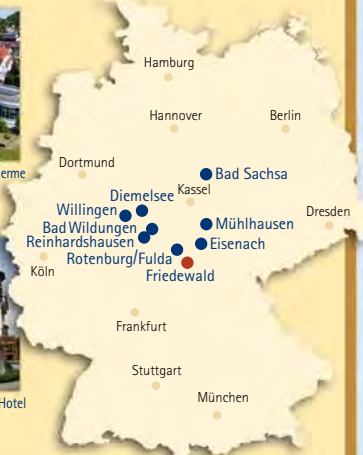 Hamburg
Hannover
Berlin
Dortmund
erme
Bad Sachsa
Kassel
Diemelsee
Willingen
Dresden
Mühlhausen
Bad Wildungen
Reinhardshausen
Eisenach
Rotenburg/Fulda
Köln
Friedewald
Frankfurt
Stuttgart
München
Hotel